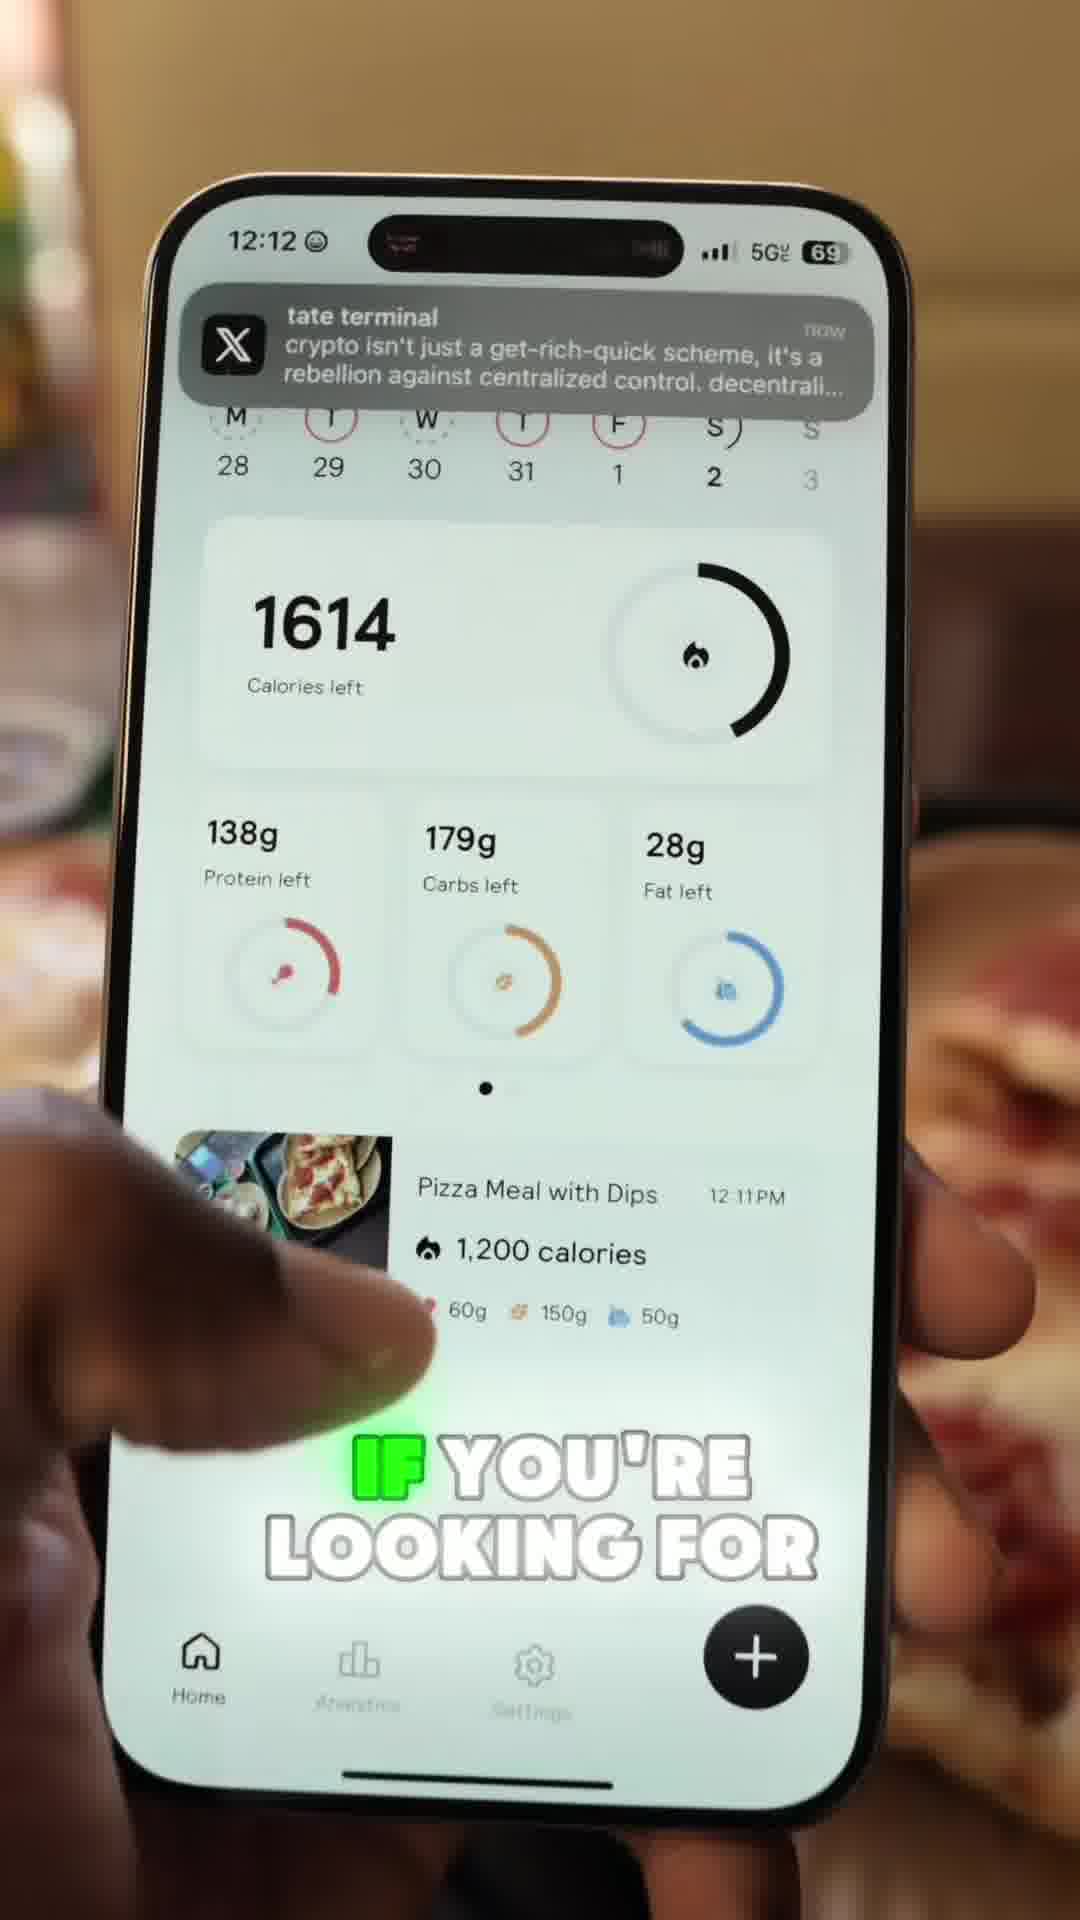 12:12
5G
69
tate terminal
now
crypto isn't just a get-rich-quick scheme, it's a
rebellion against centralized control. decentrali...
M T W T F S S
28 29 30 31 1 2 3
1614
Calories left
138g
Protein left
179g
Carbs left
28g
Fat left
Pizza Meal with Dips
12:11PM
1,200 calories
60g 150g 50g
IF YOU'RE
LOOKING FOR
Home
Analytics
Settings